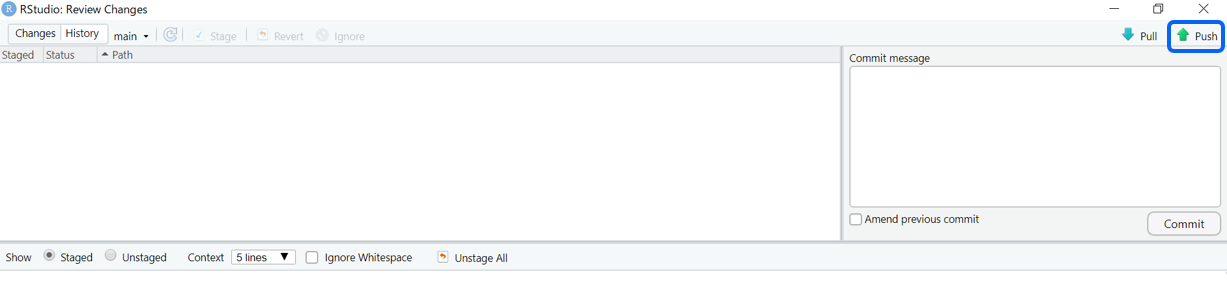 R RStudio: Review Changes
Changes History main Stage Revert Ignore Pull Push
Staged Status Path
Commit message
Amend previous commit
Commit
Show Staged Unstaged Context 5 lines Ignore Whitespace Unstage All